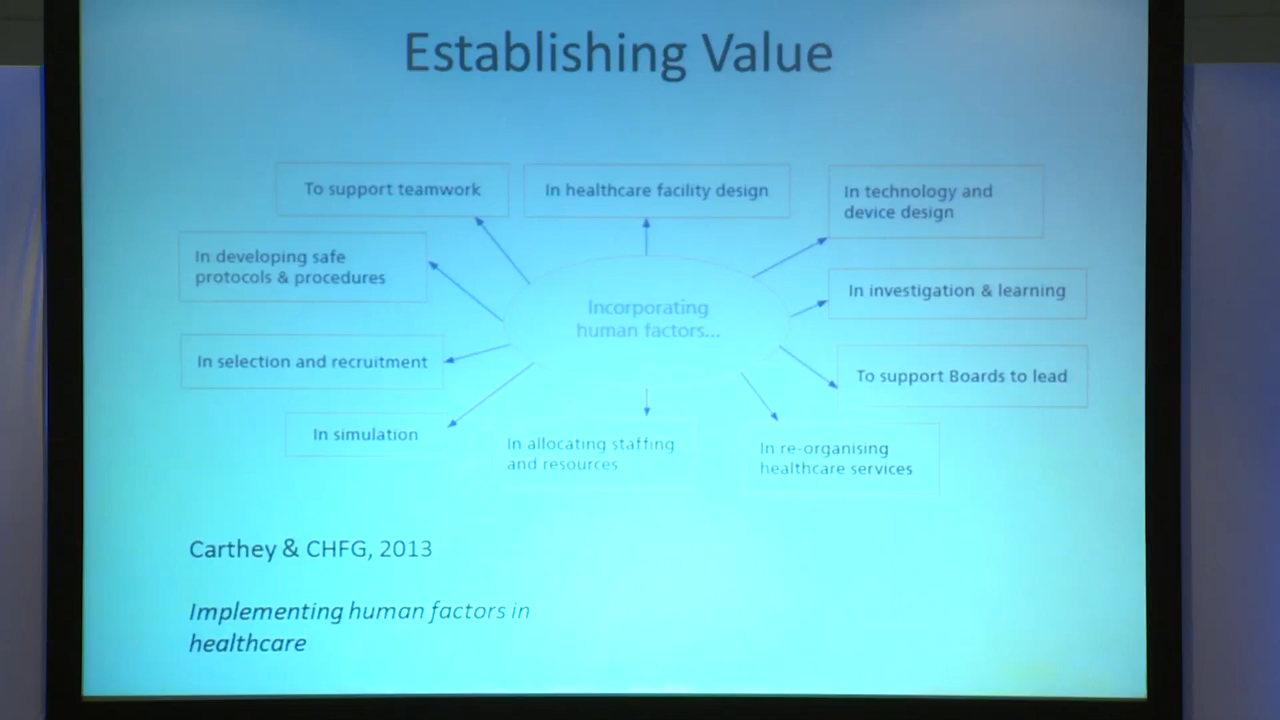 Establishing Value
To support teamwork
In healthcare facility design
In technology and
device design
In developing safe
protocols & procedures
In investigation & learning
Incorporating
human factors...
In selection and recruitment
To support Boards to lead
In simulation
In allocating staffing
and resources
In re-organising
healthcare services
Carthey & CHFG, 2013
Implementing human factors in
healthcare